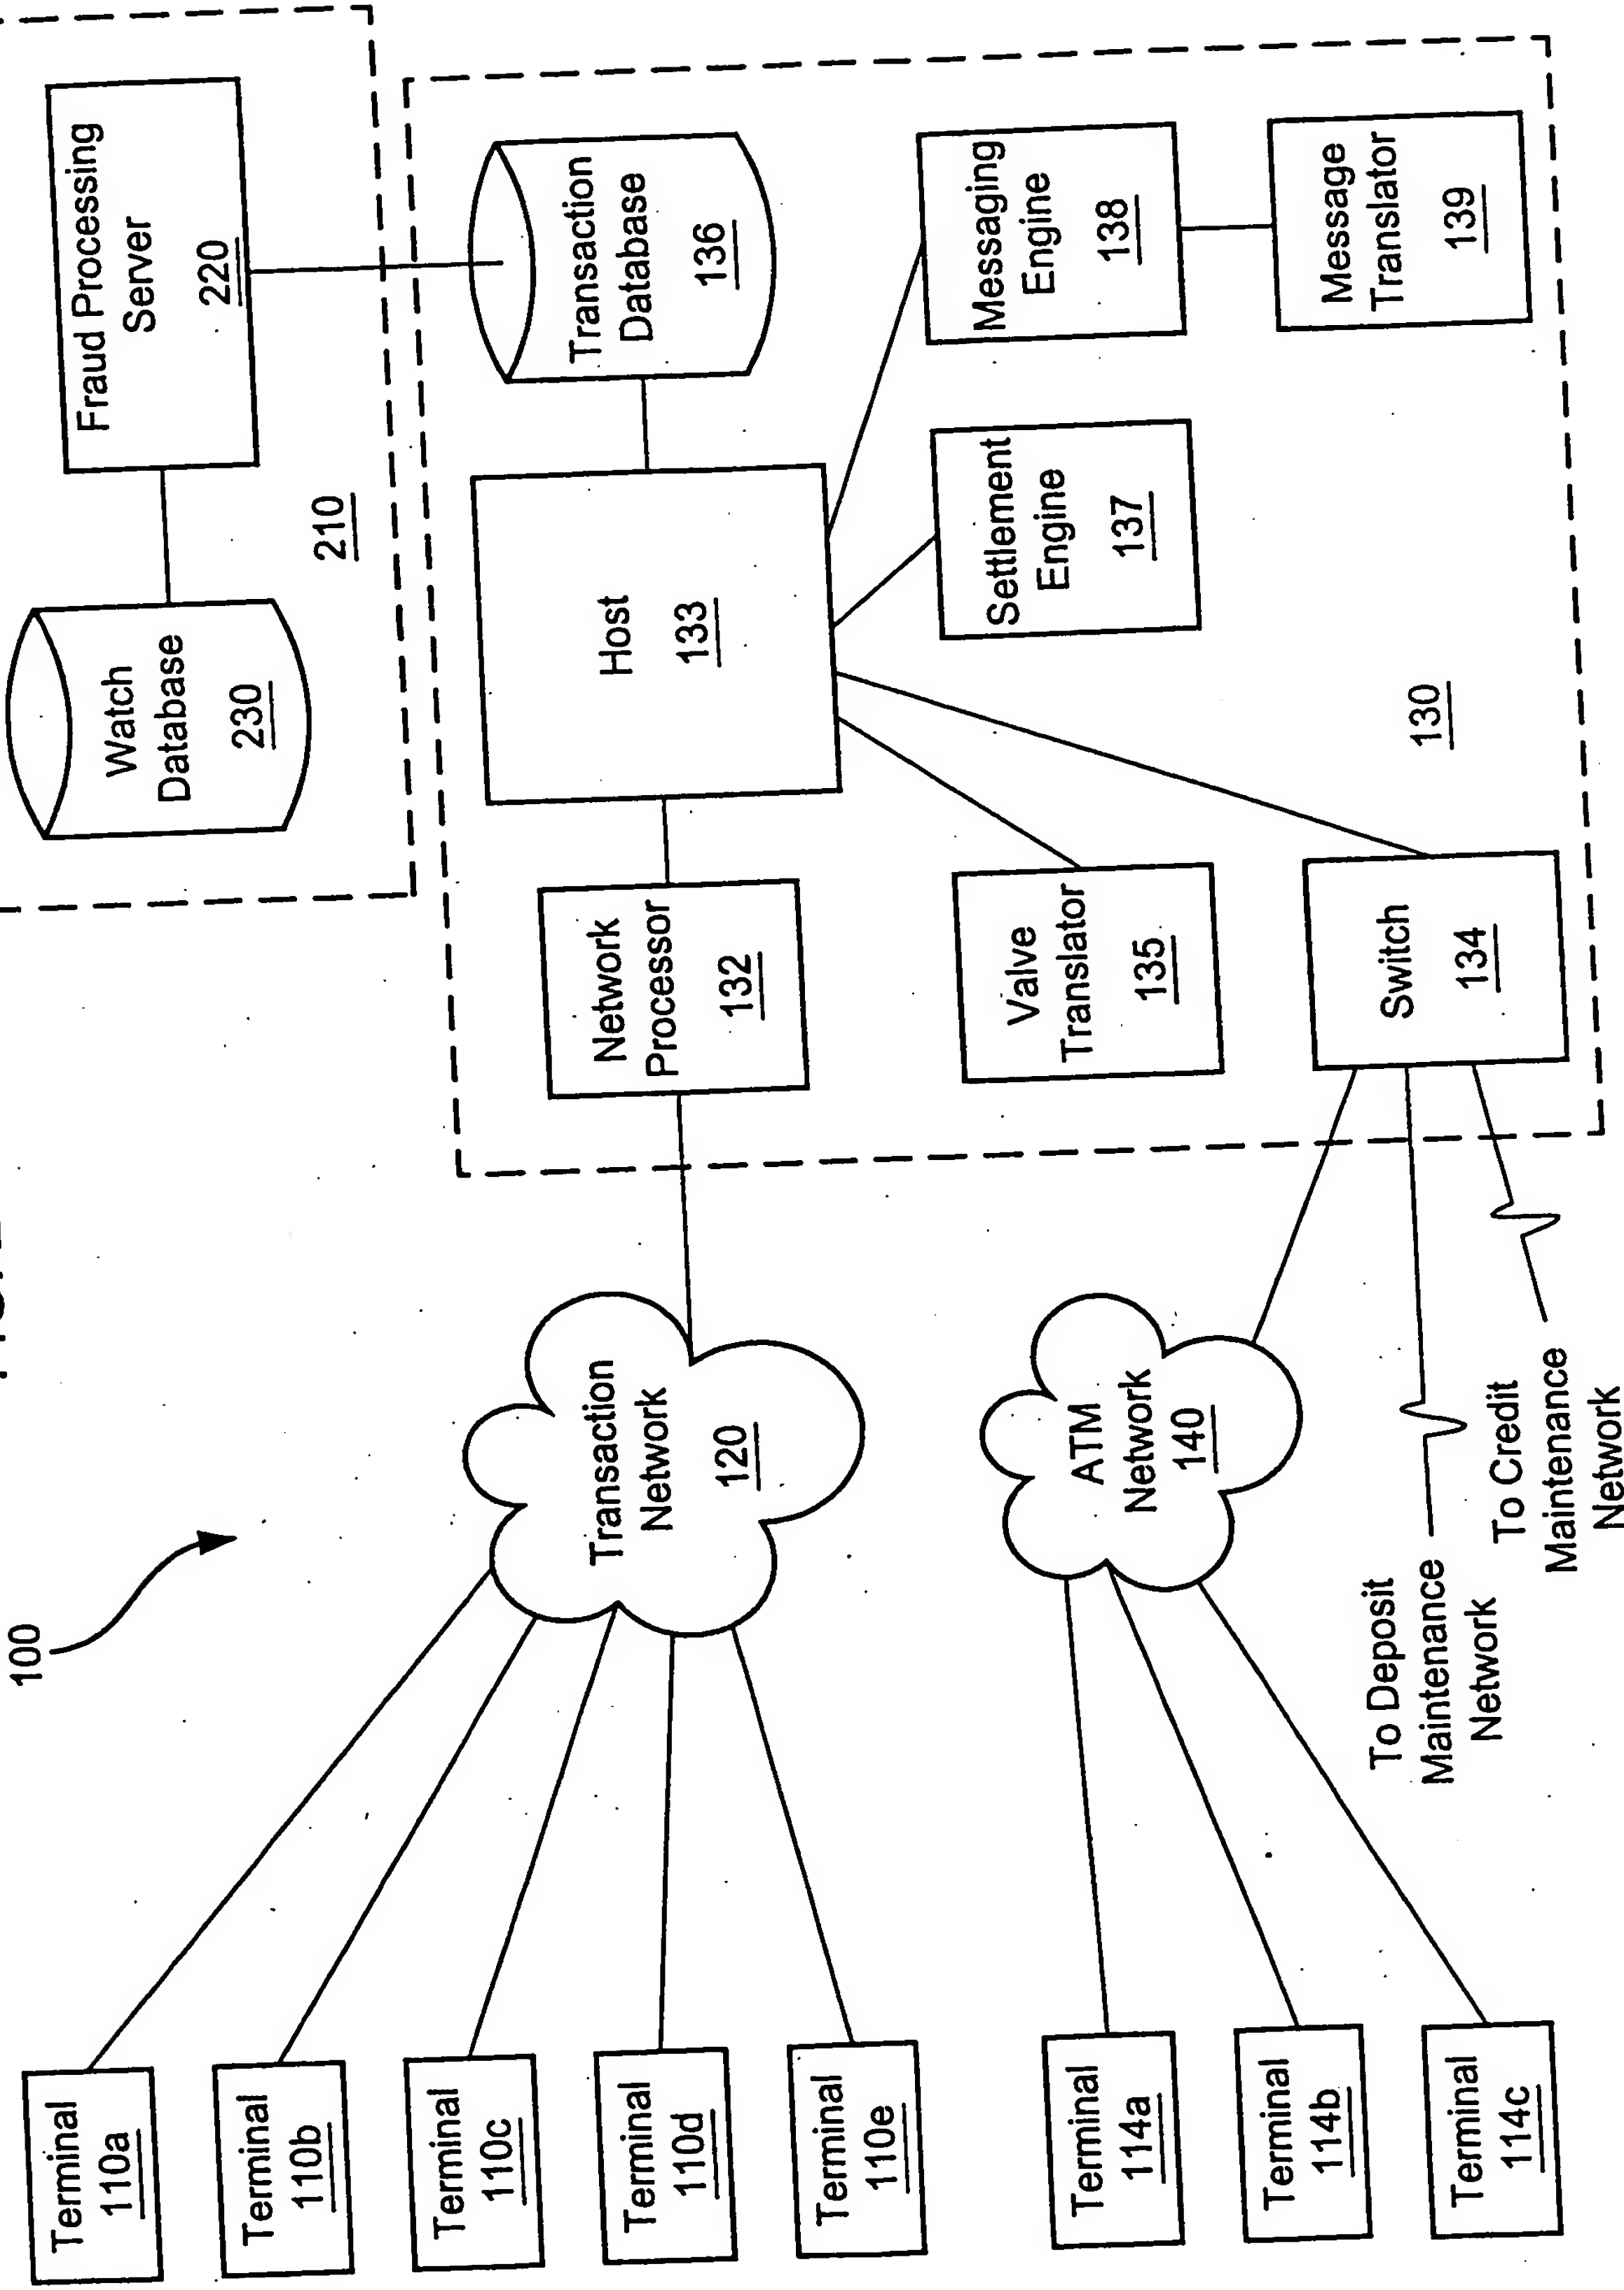 100
Terminal
110a
Terminal
110b
Terminal
110c
Terminal
110d
Terminal
110e
Terminal
114a
Terminal
114b
Terminal
114c
Transaction
Network
120
ATM
Network
140
To Deposit
Maintenance
Network
To Credit
Maintenance
Network
Network
Processor
132
Valve
Translator
135
Switch
134
Host
133
130
Settlement
Engine
137
Transaction
Database
136
Messaging
Engine
138
Message
Translator
139
Watch
Database
230
210
Fraud Processing
Server
220